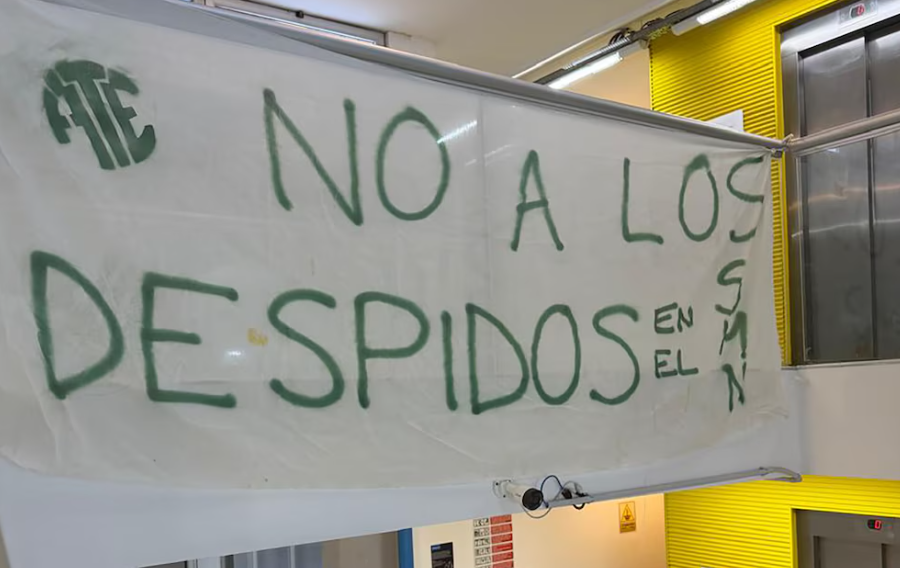 ATE
NO A LOS
DESPIDOS EN EL SMN